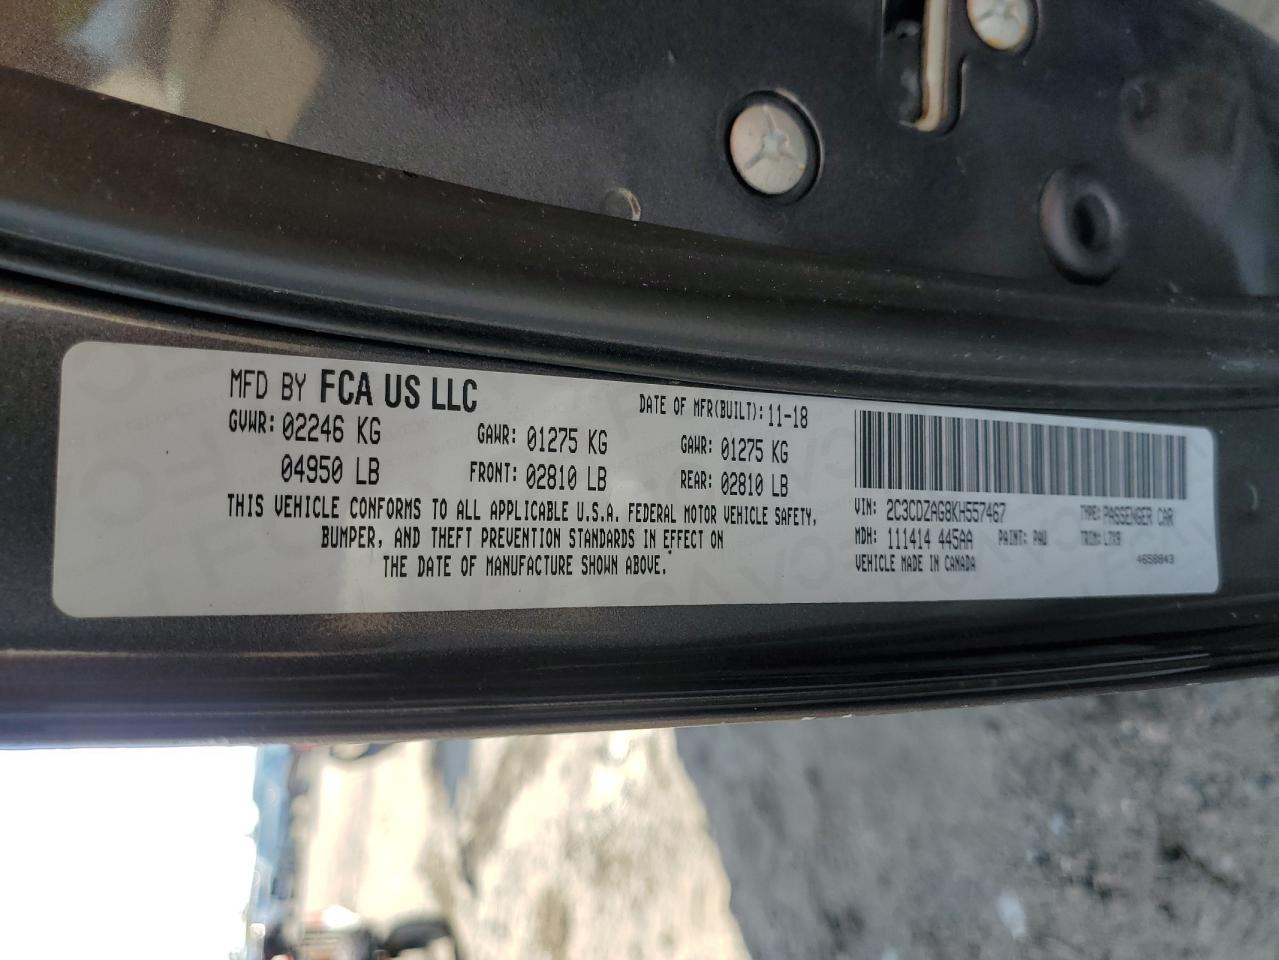 MFD BY FCA US LLC
DATE OF MFR(BUILT): 11-18
GVWR: 02246 KG GAWR: 01275 KG GAWR: 01275 KG
04950 LB FRONT: 02810 LB REAR: 02810 LB
THIS VEHICLE CONFORMS TO ALL APPLICABLE U.S.A. FEDERAL MOTOR VEHICLE SAFETY,
BUMPER, AND THEFT PREVENTION STANDARDS IN EFFECT ON
THE DATE OF MANUFACTURE SHOWN ABOVE.
VIN: 2C3CDZAG8KH557467 TYPE: PASSENGER CAR
MDH: 111414 445AA PAINT: PAU TRIM: L7X9
VEHICLE MADE IN CANADA 4658843